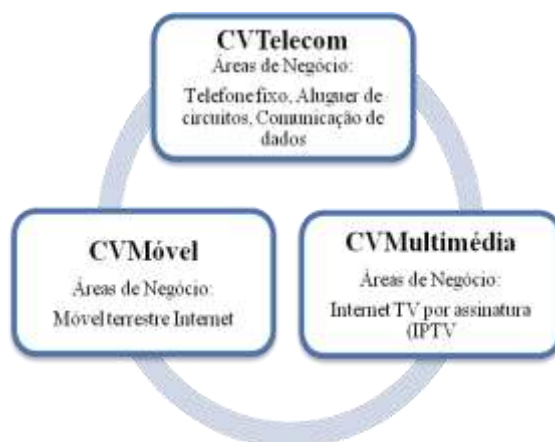 CVTelecom
Áreas de Negócio:
Telefone fixo, Aluguer de
circuitos, Comunicação de
dados
CVMóvel
Áreas de Negócio:
Móvel terrestre Internet
CVMultimédia
Áreas de Negócio:
Internet TV por assinatura
(IPTV